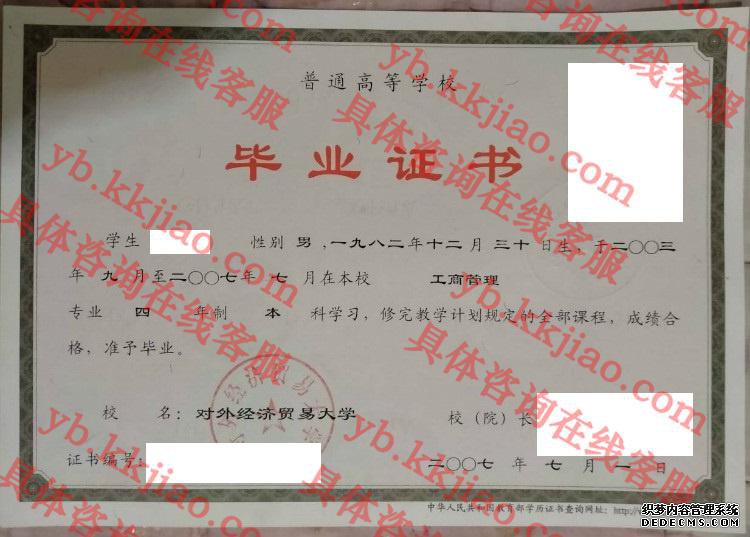 普通高等学校
毕业证书
学生 性别 男 ,一九八二年十二月 三十 日生,于二〇〇三
年 九 月至二〇〇七年 七 月在本校 工商管理
专业 四 年制 本 科学习,修完教学计划规定的全部课程,成绩合
格,准予毕业。
校 名: 对外经济贸易大学 校(院)长
证书编号: 二〇〇七 年 七 月 一 日
中华人民共和国教育部学历证书查询网址: http://
yb.kkjiao.com
具体咨询在线客服
织梦内容管理系统
DEDECMS.COM